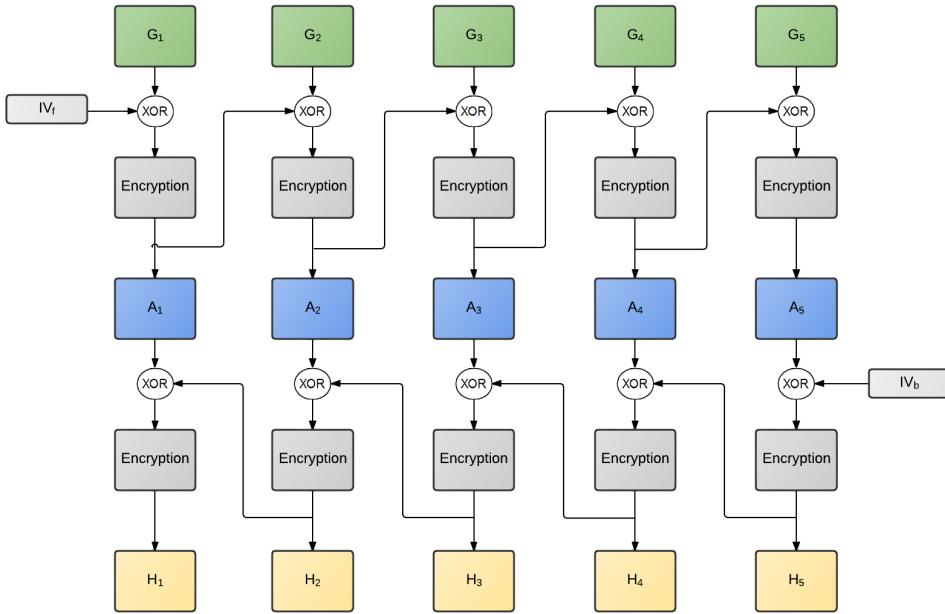 G₁ G₂ G₃ G₄ G₅
IVf XOR XOR XOR XOR XOR
Encryption Encryption Encryption Encryption Encryption
A₁ A₂ A₃ A₄ A₅
XOR XOR XOR XOR XOR IVb
Encryption Encryption Encryption Encryption Encryption
H₁ H₂ H₃ H₄ H₅